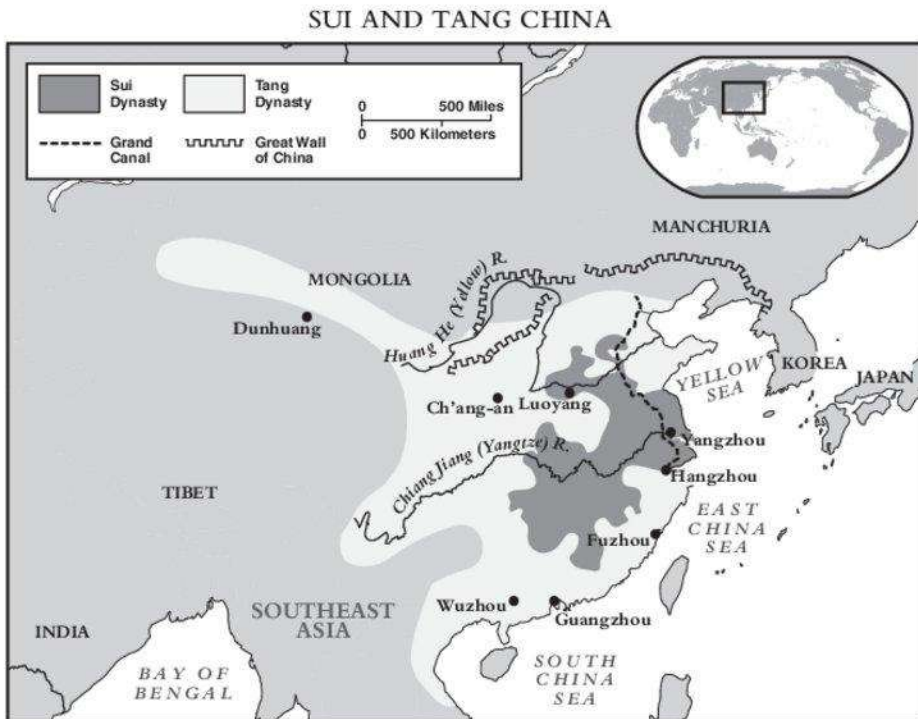 SUI AND TANG CHINA
Sui
Dynasty
Tang
Dynasty
0 500 Miles
0 500 Kilometers
Grand
Canal
Great Wall
of China
MANCHURIA
MONGOLIA
Dunhuang
Huang He (Yellow) R.
KOREA
JAPAN
YELLOW
SEA
Ch'ang-an
Luoyang
Yangzhou
Chiang Jiang (Yangtze) R.
Hangzhou
TIBET
EAST
CHINA
SEA
Fuzhou
Wuzhou
Guangzhou
SOUTHEAST
ASIA
INDIA
BAY OF
BENGAL
SOUTH
CHINA
SEA